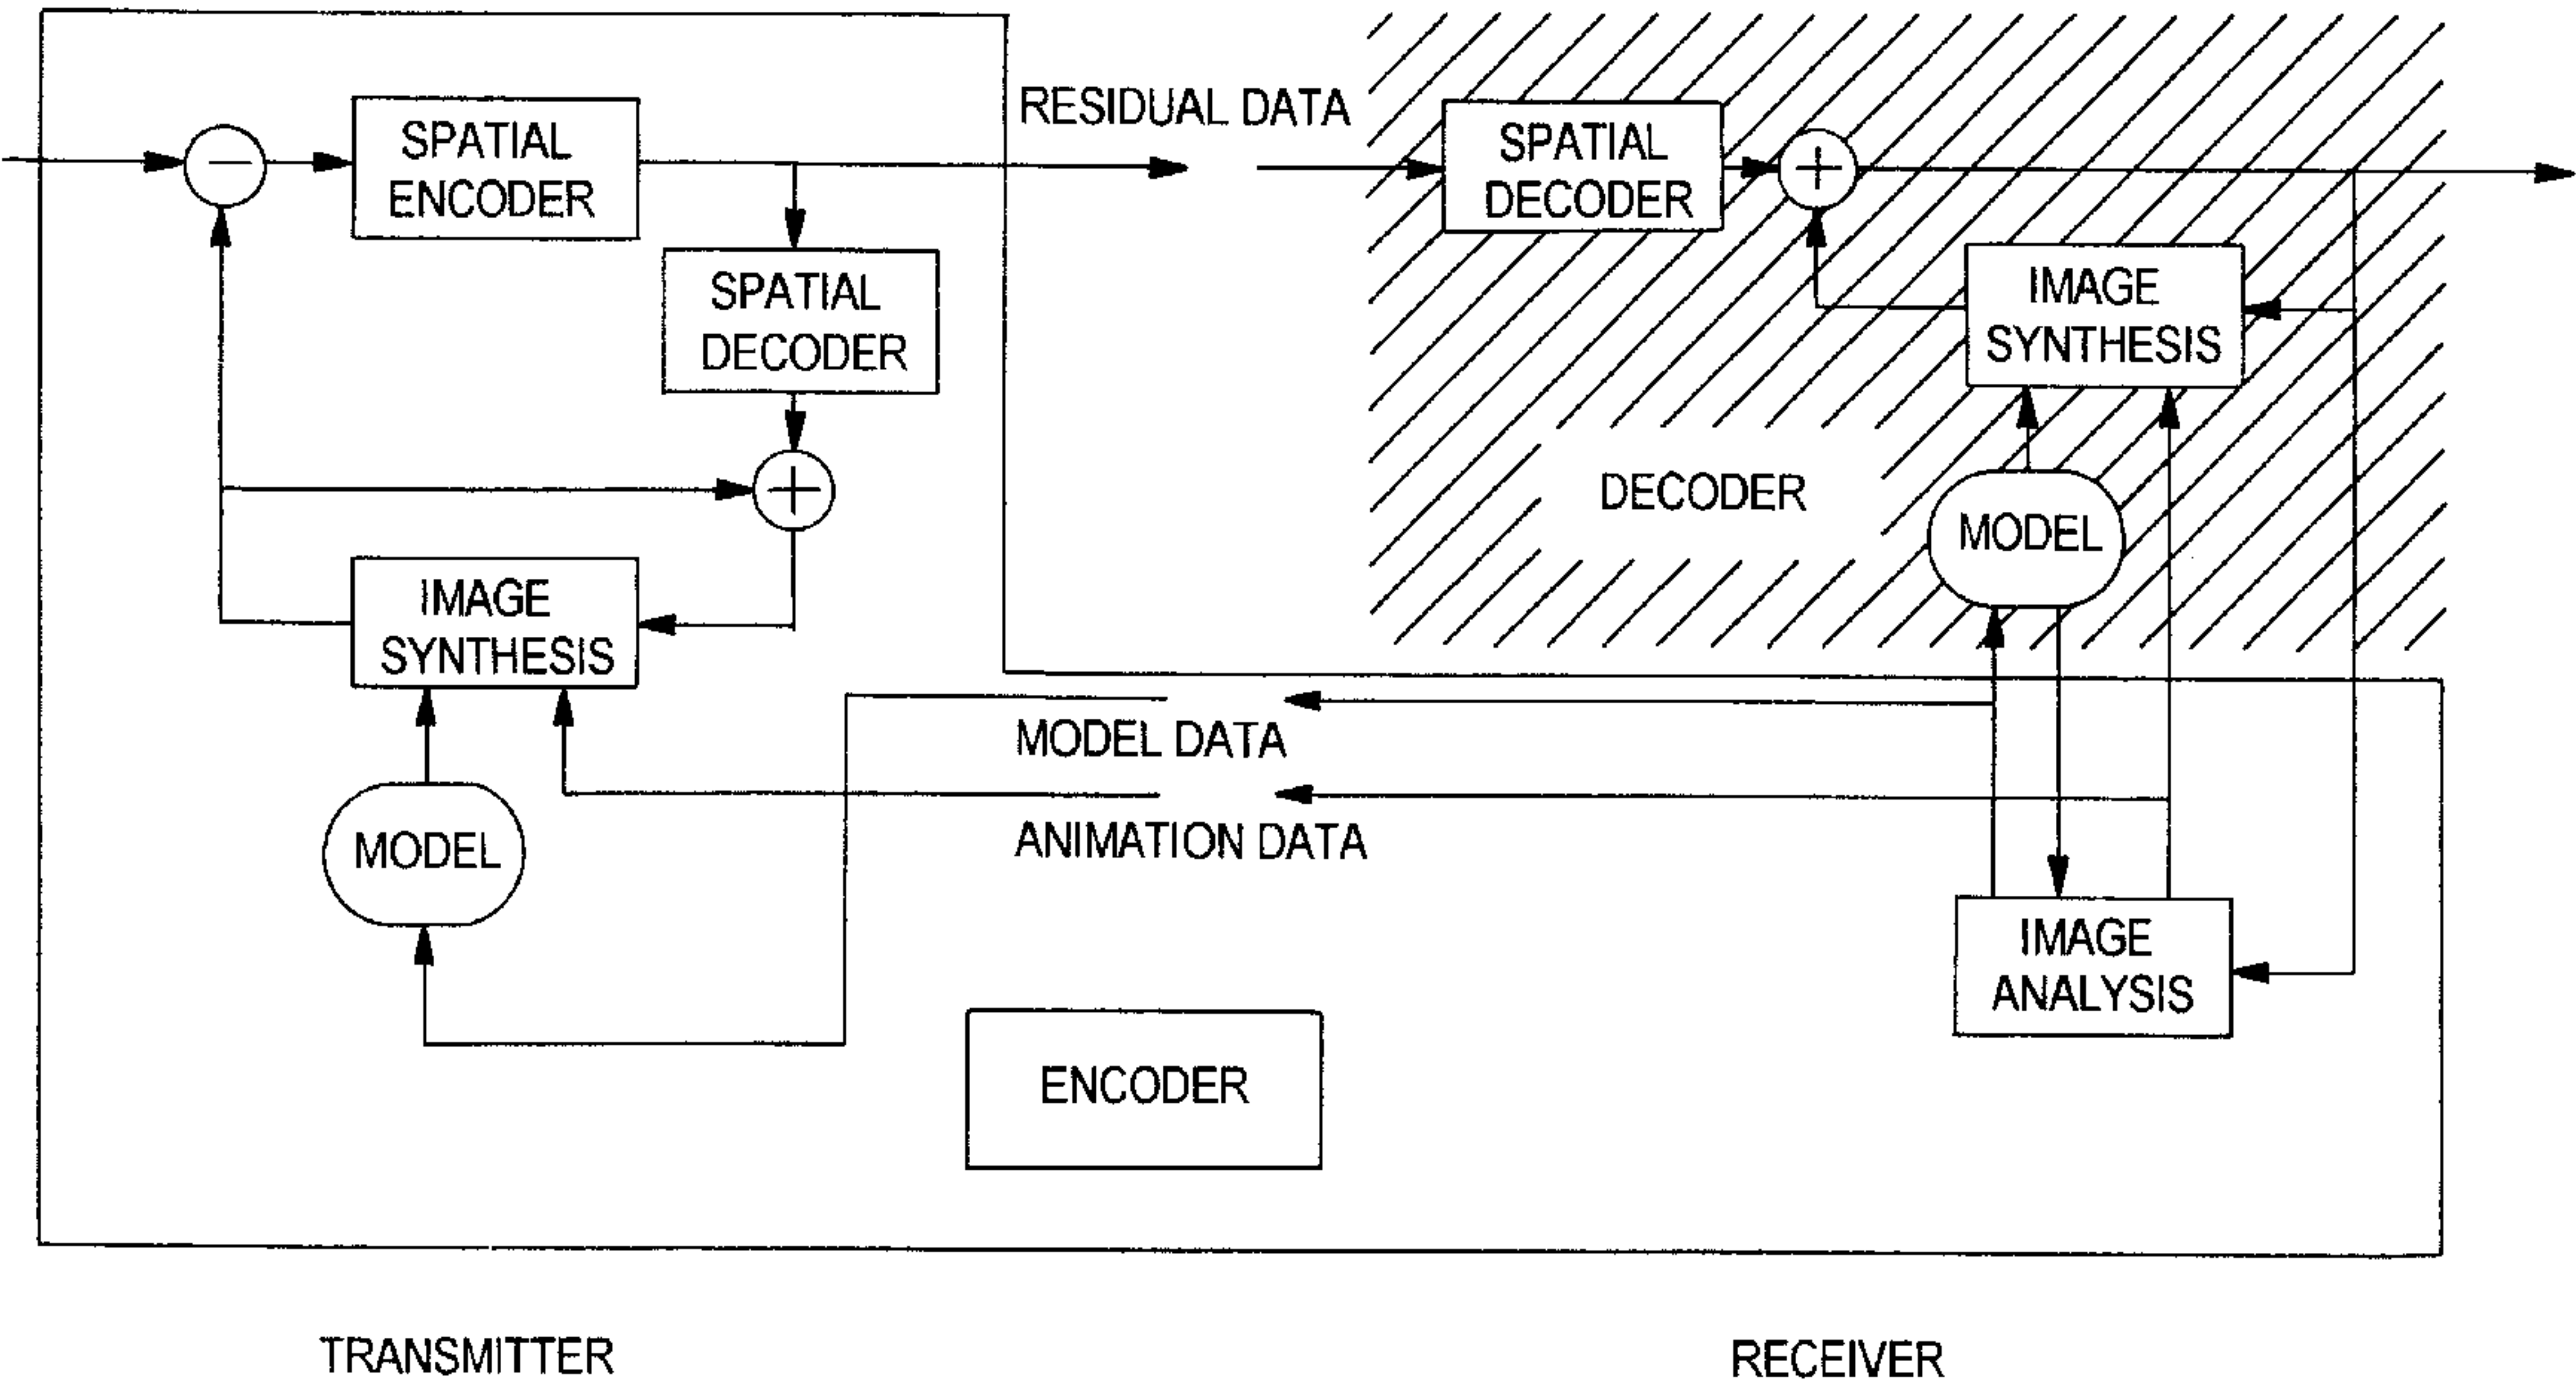 RESIDUAL DATA
SPATIAL
ENCODER
SPATIAL
DECODER
SPATIAL
DECODER
IMAGE
SYNTHESIS
DECODER
MODEL
IMAGE
SYNTHESIS
MODEL DATA
ANIMATION DATA
MODEL
IMAGE
ANALYSIS
ENCODER
TRANSMITTER
RECEIVER